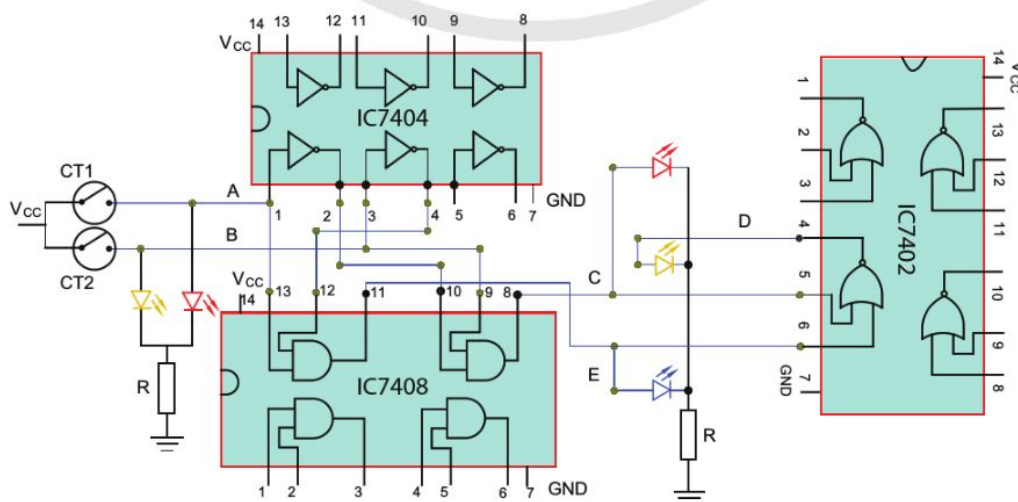 13 12 11 10 9 8
14
VCC
IC7404
GND
1 2 3 4 5 6 7
CT1
VCC
CT2
A
B
VCC
14 13 12 11 10 9 8
IC7408
R
GND
1 2 3 4 5 6 7
C
D
E
R
1
2
3
4
5
6
7
GND
IC7402
14
VCC
13
12
11
10
9
8